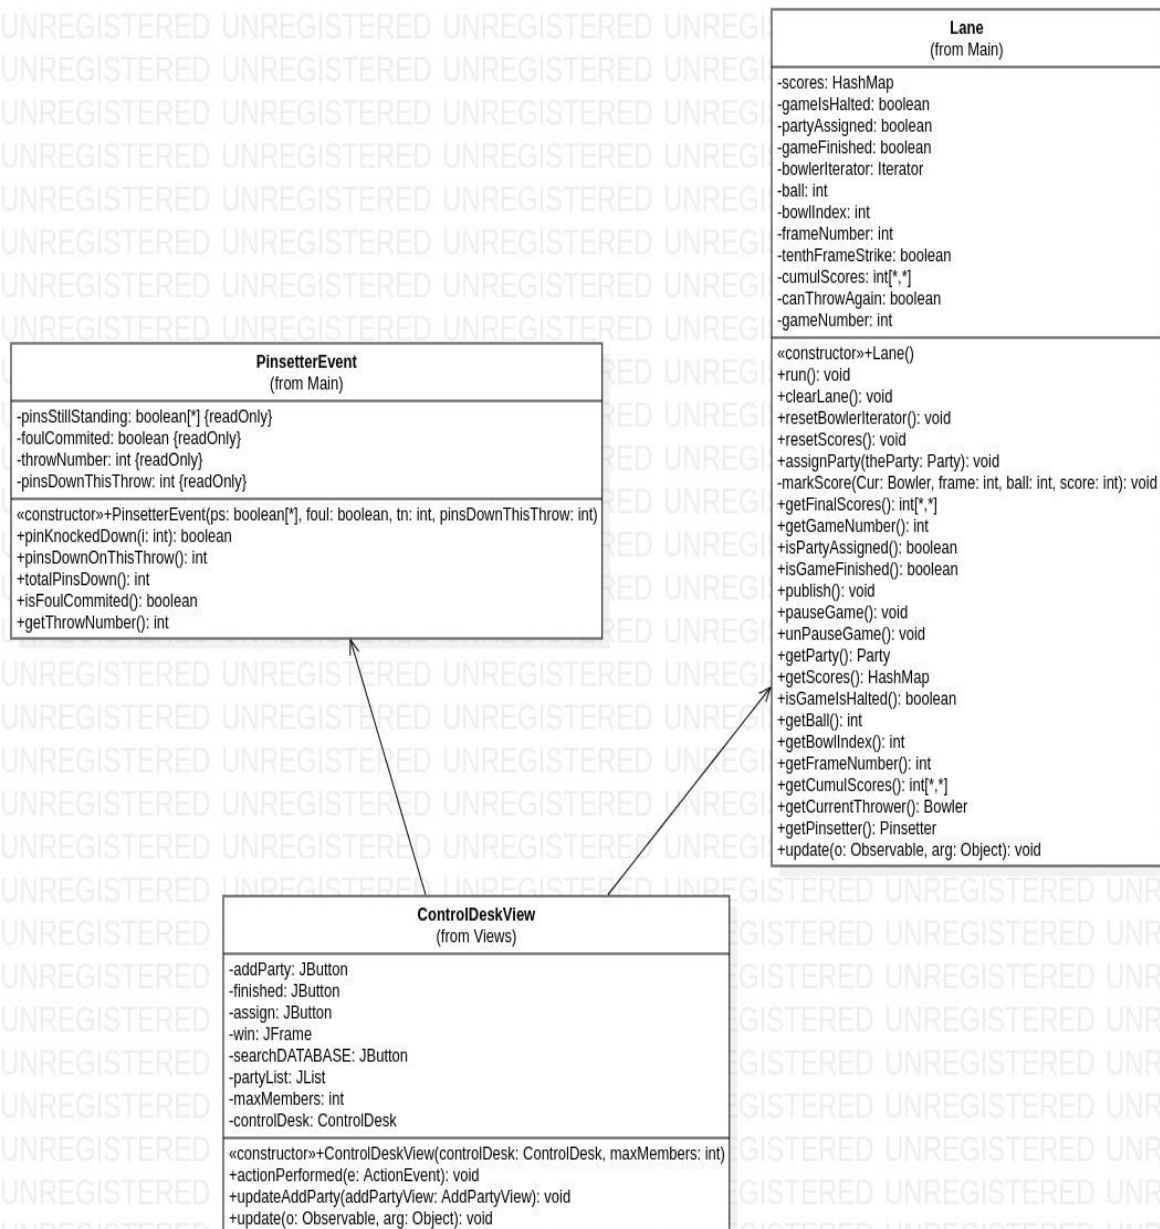 Lane
(from Main)
-scores: HashMap
-gameIsHalted: boolean
-partyAssigned: boolean
-gameFinished: boolean
-bowlerIterator: Iterator
-ball: int
-bowlIndex: int
-frameNumber: int
-tenthFrameStrike: boolean
-cumulScores: int[*,*]
-canThrowAgain: boolean
-gameNumber: int
«constructor»+Lane()
+run(): void
+clearLane(): void
+resetBowlerIterator(): void
+resetScores(): void
+assignParty(theParty: Party): void
-markScore(Cur: Bowler, frame: int, ball: int, score: int): void
+getFinalScores(): int[*,*]
+getGameNumber(): int
+isPartyAssigned(): boolean
+isGameFinished(): boolean
+publish(): void
+pauseGame(): void
+unPauseGame(): void
+getParty(): Party
+getScores(): HashMap
+isGameIsHalted(): boolean
+getBall(): int
+getBowlIndex(): int
+getFrameNumber(): int
+getCumulScores(): int[*,*]
+getCurrentThrower(): Bowler
+getPinsetter(): Pinsetter
+update(o: Observable, arg: Object): void
PinsetterEvent
(from Main)
-pinsStillStanding: boolean[*] {readOnly}
-foulCommited: boolean {readOnly}
-throwNumber: int {readOnly}
-pinsDownThisThrow: int {readOnly}
«constructor»+PinsetterEvent(ps: boolean[*], foul: boolean, tn: int, pinsDownThisThrow: int)
+pinKnockedDown(i: int): boolean
+pinsDownOnThisThrow(): int
+totalPinsDown(): int
+isFoulCommited(): boolean
+getThrowNumber(): int
ControlDeskView
(from Views)
-addParty: JButton
-finished: JButton
-assign: JButton
-win: JFrame
-searchDATABASE: JButton
-partyList: JList
-maxMembers: int
-controlDesk: ControlDesk
«constructor»+ControlDeskView(controlDesk: ControlDesk, maxMembers: int)
+actionPerformed(e: ActionEvent): void
+updateAddParty(addPartyView: AddPartyView): void
+update(o: Observable, arg: Object): void